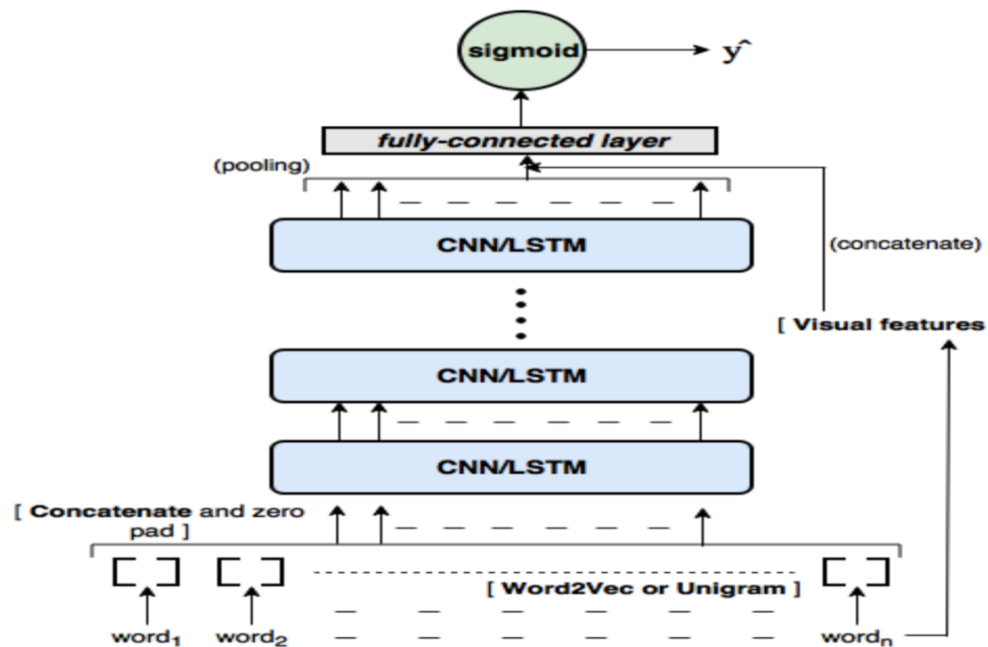 sigmoid
yˆ
fully-connected layer
(pooling)
CNN/LSTM
(concatenate)
[ Visual features
CNN/LSTM
CNN/LSTM
[ Concatenate and zero
pad ]
[ Word2Vec or Unigram ]
word1 word2 wordn